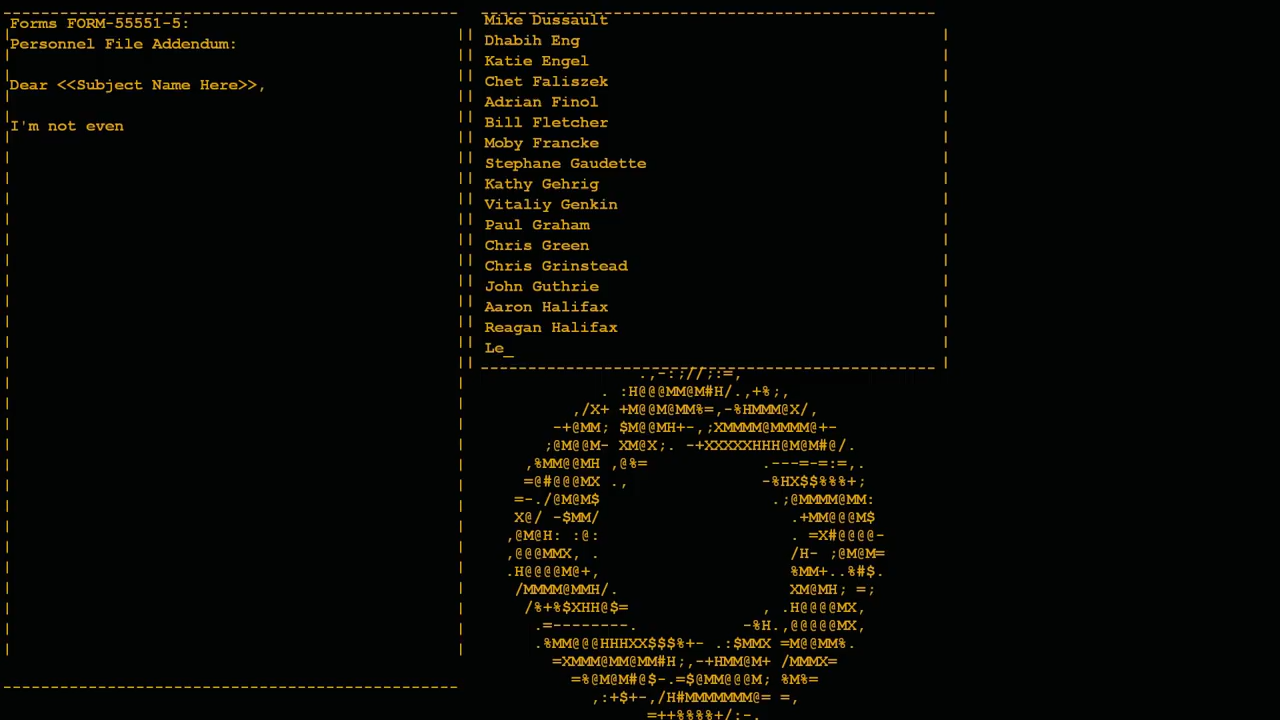 Forms FORM-55551-5:
Personnel File Addendum:
Dear <<Subject Name Here>>,
I'm not even
Mike Dussault
Dhabih Eng
Katie Engel
Chet Faliszek
Adrian Finol
Bill Fletcher
Moby Francke
Stephane Gaudette
Kathy Gehrig
Vitaliy Genkin
Paul Graham
Chris Green
Chris Grinstead
John Guthrie
Aaron Halifax
Reagan Halifax
Le_